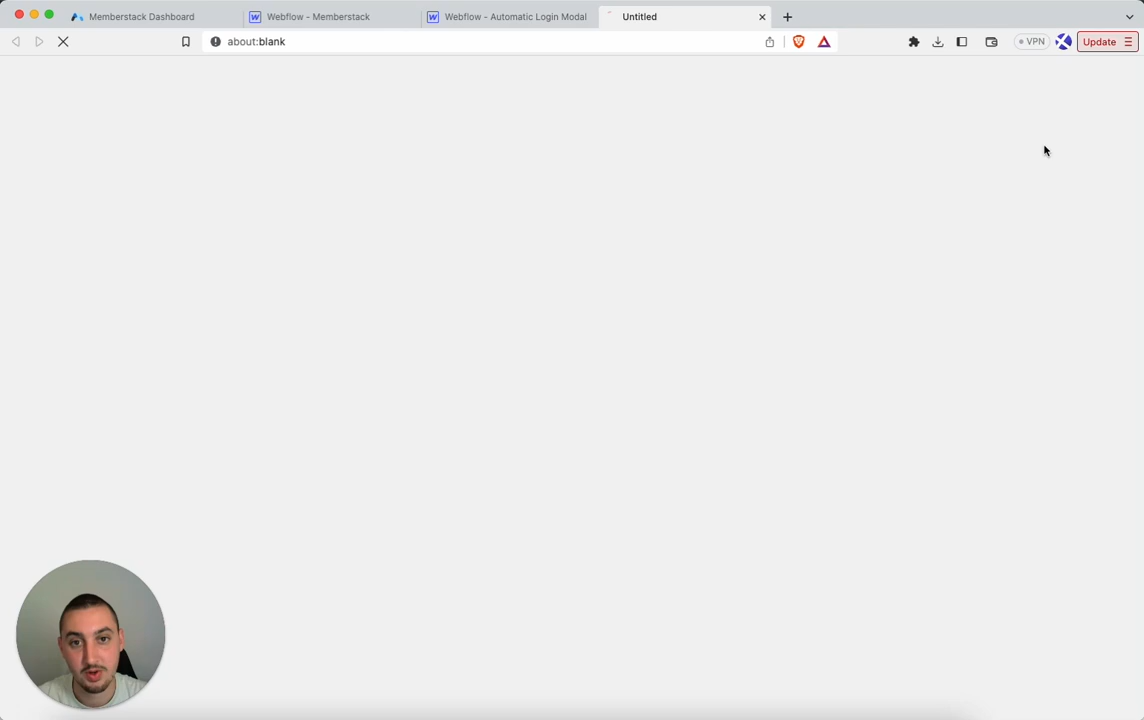 Memberstack Dashboard
Webflow - Memberstack
Webflow - Automatic Login Modal
Untitled
about:blank
VPN
Update